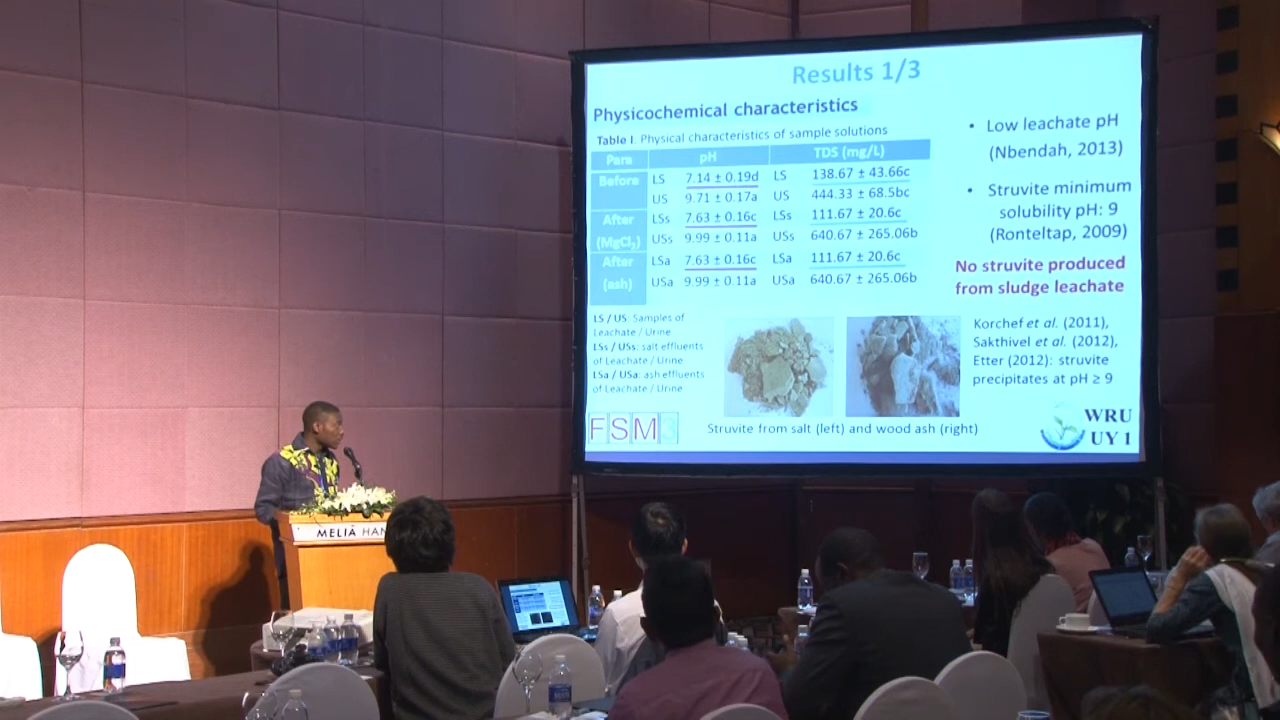 Results 1/3
Physicochemical characteristics
Table I. Physical characteristics of sample solutions
Para pH TDS (mg/L)
Before LS 7.14 ± 0.19d LS 138.67 ± 43.66c
US 9.71 ± 0.17a US 444.33 ± 68.5bc
After LSs 7.63 ± 0.16c LSs 111.67 ± 20.6c
(MgCl₂) USs 9.99 ± 0.11a USs 640.67 ± 265.06b
After LSa 7.63 ± 0.16c LSa 111.67 ± 20.6c
(ash) USa 9.99 ± 0.11a USa 640.67 ± 265.06b
LS / US: Samples of
Leachate / Urine
LSs / USs: salt effluents
of Leachate / Urine
LSa / USa: ash effluents
of Leachate / Urine
• Low leachate pH
(Nbendah, 2013)
• Struvite minimum
solubility pH: 9
(Ronteltap, 2009)
No struvite produced
from sludge leachate
Korchef et al. (2011),
Sakthivel et al. (2012),
Etter (2012): struvite
precipitates at pH ≥ 9
Struvite from salt (left) and wood ash (right)
FSM3
WRU
UY 1
MELIÁ HAN